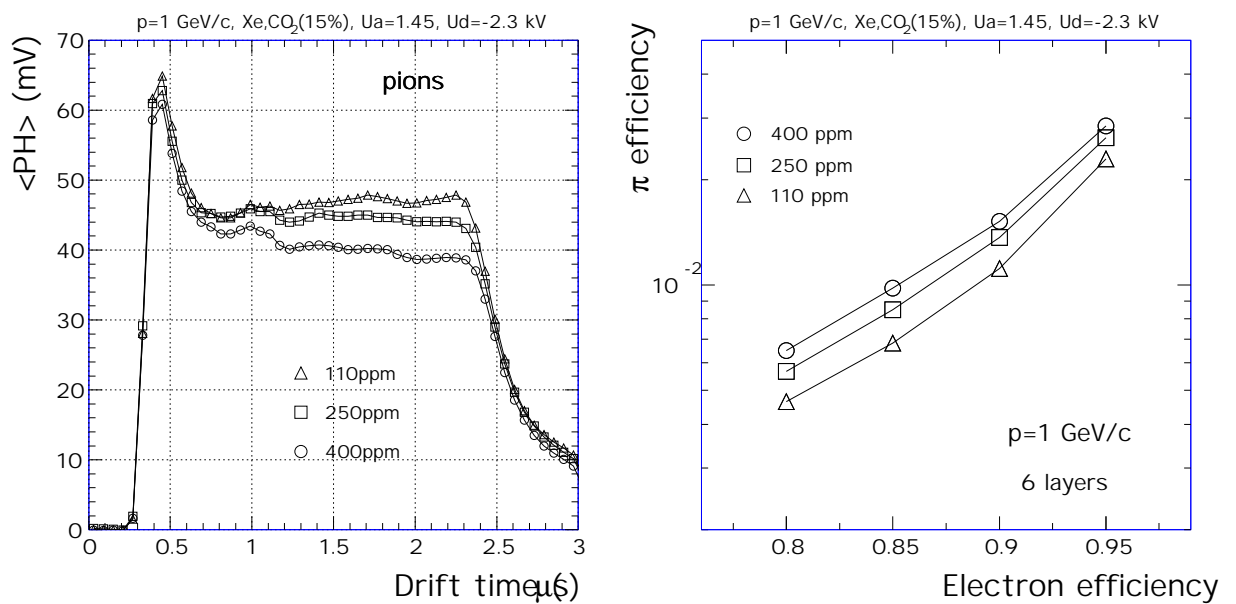 p=1 GeV/c, Xe,CO2(15%), Ua=1.45, Ud=-2.3 kV
<PH> (mV)
70
60
50
40
30
20
10
0
pions
110ppm
250ppm
400ppm
0 0.5 1 1.5 2 2.5 3
Drift time (μs)
p=1 GeV/c, Xe,CO2(15%), Ua=1.45, Ud=-2.3 kV
π efficiency
400 ppm
250 ppm
110 ppm
10 -2
p=1 GeV/c
6 layers
0.8 0.85 0.9 0.95
Electron efficiency